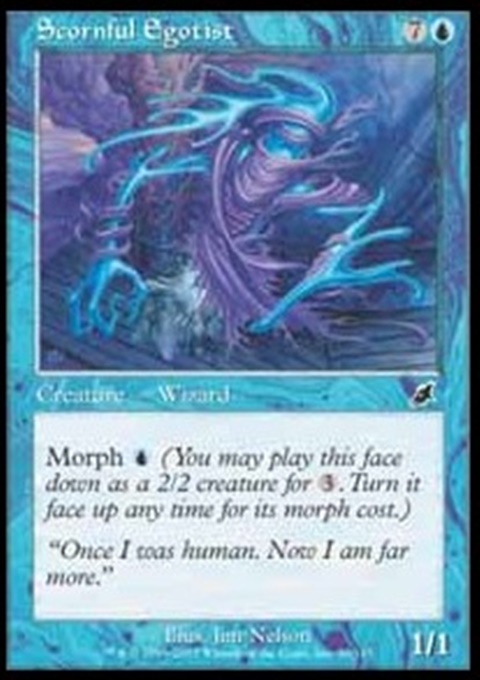 Scornful Egotist 7
Creature Wizard
Morph (You may play this face
down as a 2/2 creature for 3. Turn it
face up any time for its morph cost.)
“Once I was human. Now I am far
more.”
Illus. Jim Nelson
1/1